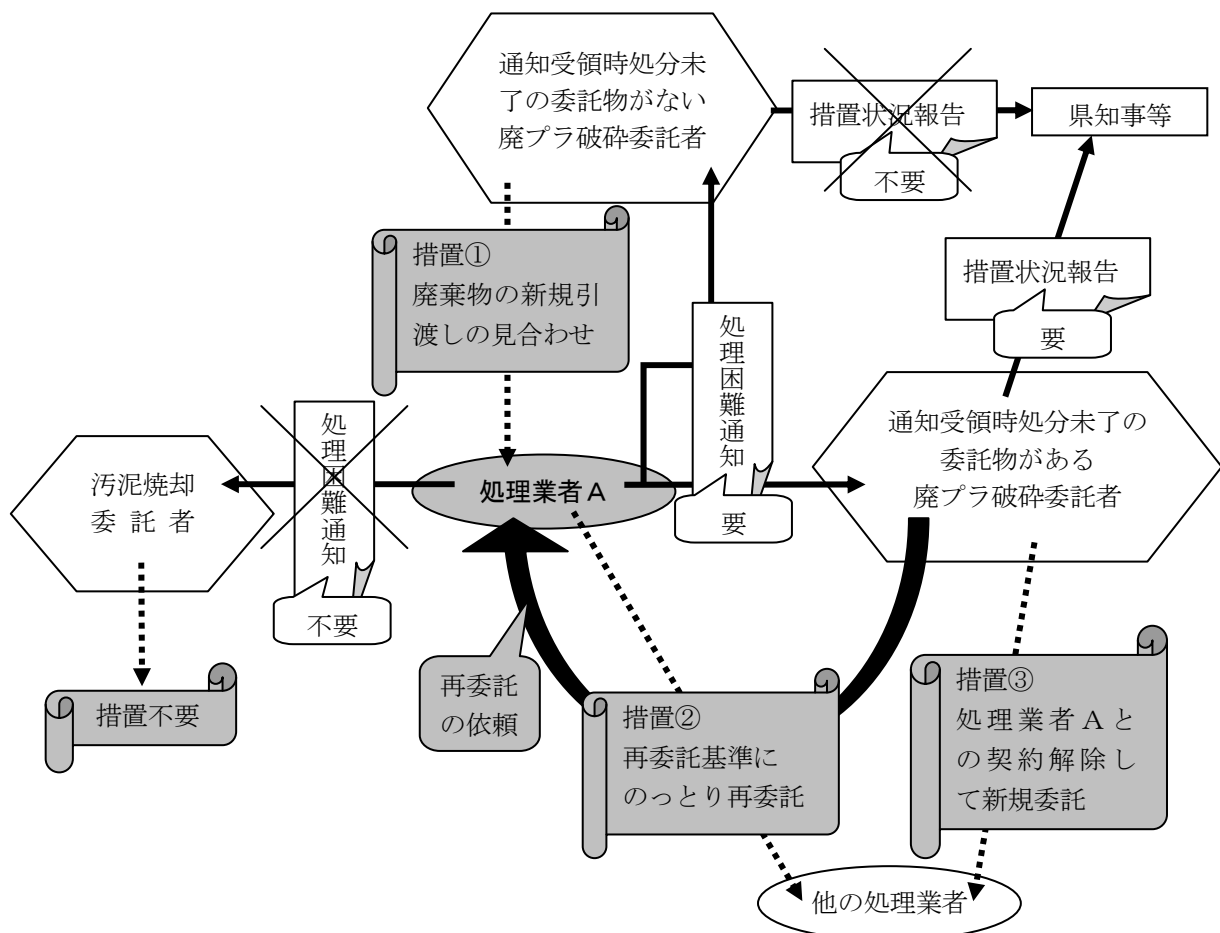 通知受領時処分未
了の委託物がない
廃プラ破砕委託者
措置状況報告
不要
県知事等
措置①
廃棄物の新規引
渡しの見合わせ
措置状況報告
要
処理困難通知
要
処理困難通知
不要
汚泥焼却
委託者
処理業者A
通知受領時処分未了の
委託物がある
廃プラ破砕委託者
措置不要
再委託
の依頼
措置②
再委託基準に
のっとり再委託
措置③
処理業者Aと
の契約解除し
て新規委託
他の処理業者